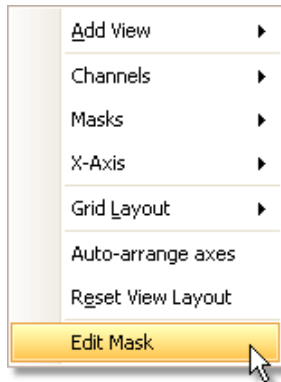 Add View
Channels
Masks
X-Axis
Grid Layout
Auto-arrange axes
Reset View Layout
Edit Mask